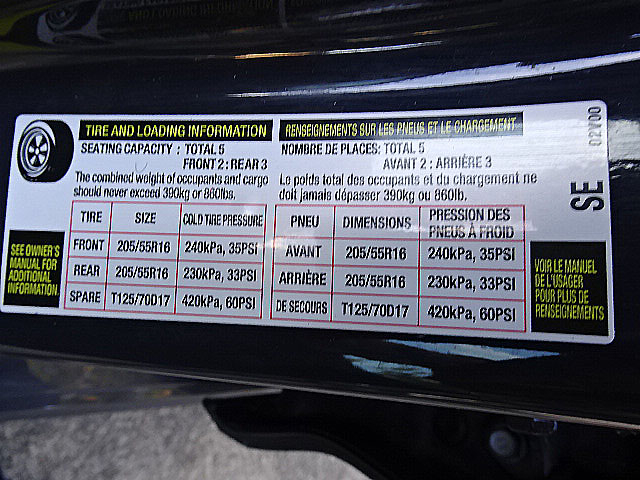 TIRE AND LOADING INFORMATION
SEATING CAPACITY : TOTAL 5
FRONT 2 : REAR 3
The combined weight of occupants and cargo
should never exceed 390kg or 860lbs.
TIRE SIZE COLD TIRE PRESSURE
FRONT 205/55R16 240kPa, 35PSI
REAR 205/55R16 230kPa, 33PSI
SPARE T125/70D17 420kPa, 60PSI
SEE OWNER'S
MANUAL FOR
ADDITIONAL
INFORMATION
RENSEIGNEMENTS SUR LES PNEUS ET LE CHARGEMENT
NOMBRE DE PLACES: TOTAL 5
AVANT 2 : ARRIÈRE 3
Le poids total des occupants et du chargement ne
doit jamais dépasser 390kg ou 860lb.
PNEU DIMENSIONS PRESSION DES
PNEUS À FROID
AVANT 205/55R16 240kPa, 35PSI
ARRIÈRE 205/55R16 230kPa, 33PSI
DE SECOURS T125/70D17 420kPa, 60PSI
VOIR LE MANUEL
DE L'USAGER
POUR PLUS DE
RENSEIGNEMENTS
SE
02V00